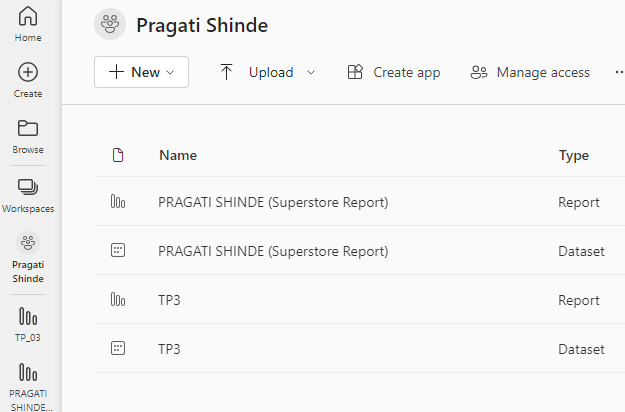 Home
Create
Browse
Workspaces
Pragati
Shinde
TP_03
PRAGATI
SHINDE...
Pragati Shinde
New
Upload
Create app
Manage access
...
Name Type
PRAGATI SHINDE (Superstore Report) Report
PRAGATI SHINDE (Superstore Report) Dataset
TP3 Report
TP3 Dataset